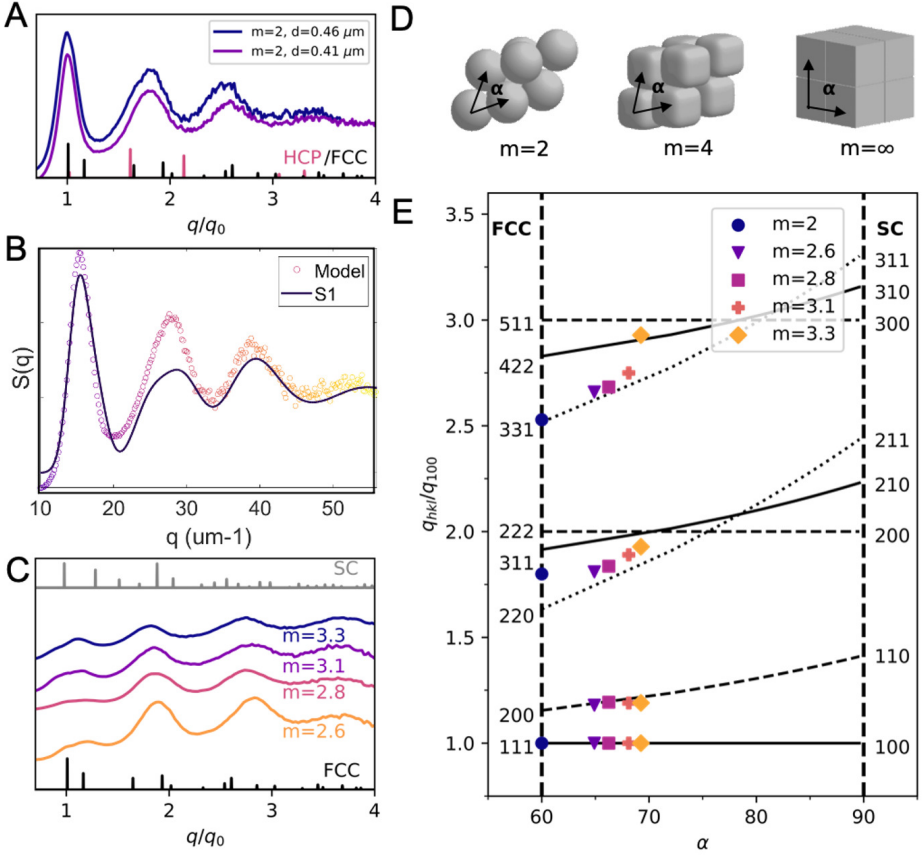 A
m=2, d=0.46 μm
m=2, d=0.41 μm
HCP/FCC
1 2 3 4
q/q0
B
Model
S1
S(q)
10 20 30 40 50
q (um-1)
C
SC
m=3.3
m=3.1
m=2.8
m=2.6
FCC
1 2 3 4
q/q0
D
α α α
m=2 m=4 m=∞
E
FCC
SC
m=2
m=2.6
m=2.8
m=3.1
m=3.3
3.5
3.0
2.5
2.0
1.5
1.0
qhkl/q100
511
422
331
222
311
220
200
111
311
310
300
211
210
200
110
100
60 70 80 90
α